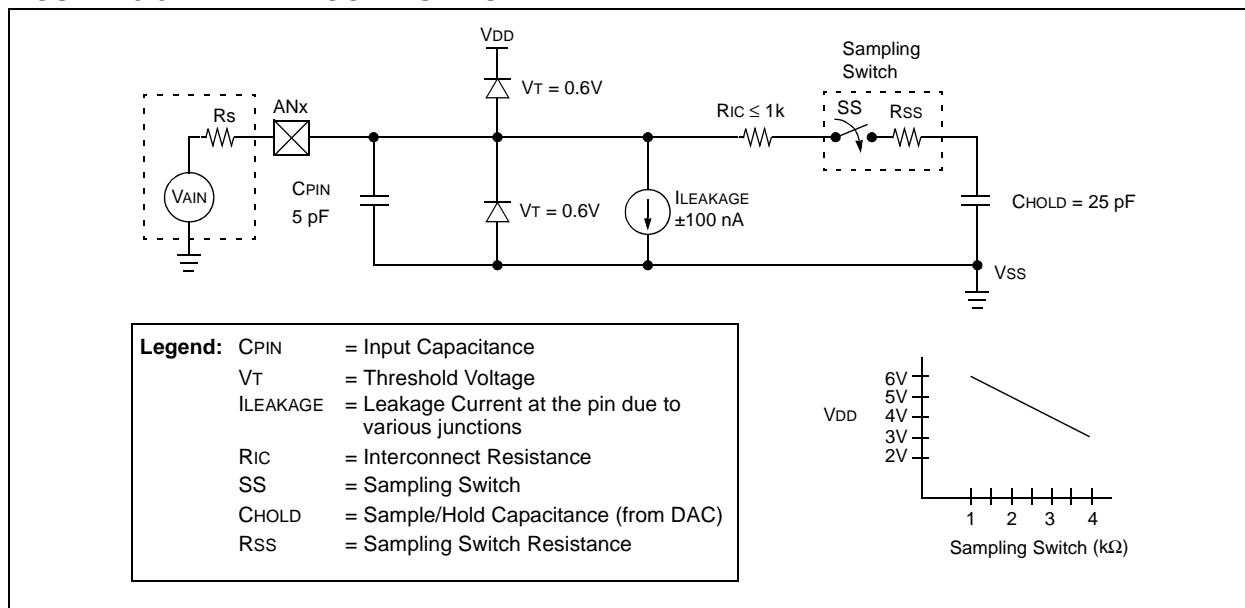 VDD
Sampling
Switch
VT = 0.6V
ANx
RS
RIC ≤ 1k
SS
RSS
VAIN
CPIN
5 pF
VT = 0.6V
ILEAKAGE
±100 nA
CHOLD = 25 pF
VSS
Legend: CPIN = Input Capacitance
VT = Threshold Voltage
ILEAKAGE = Leakage Current at the pin due to
various junctions
RIC = Interconnect Resistance
SS = Sampling Switch
CHOLD = Sample/Hold Capacitance (from DAC)
RSS = Sampling Switch Resistance
6V
5V
VDD
4V
3V
2V
1 2 3 4
Sampling Switch (kΩ)